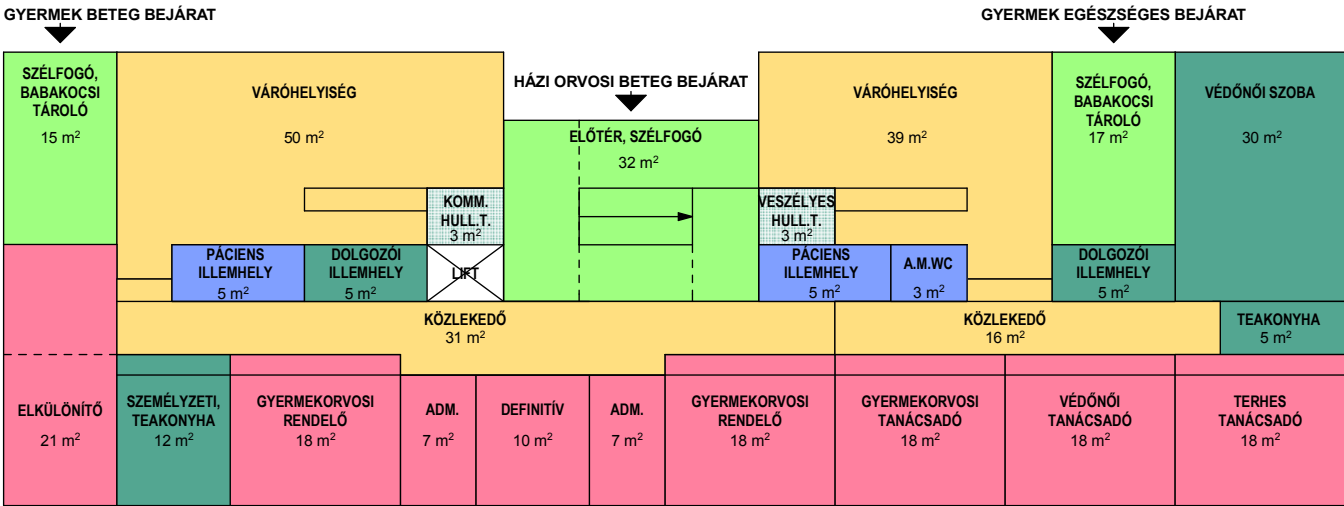 GYERMEK BETEG BEJÁRAT
GYERMEK EGÉSZSÉGES BEJÁRAT
HÁZI ORVOSI BETEG BEJÁRAT
SZÉLFOGÓ,
BABAKOCSI
TÁROLÓ
15 m²
VÁRÓHELYISÉG
50 m²
ELŐTÉR, SZÉLFOGÓ
32 m²
VÁRÓHELYISÉG
39 m²
SZÉLFOGÓ,
BABAKOCSI
TÁROLÓ
17 m²
VÉDŐNŐI SZOBA
30 m²
KOMM.
HULL.T.
3 m²
VESZÉLYES
HULL.T.
3 m²
PÁCIENS
ILLEMHELY
5 m²
DOLGOZÓI
ILLEMHELY
5 m²
LIFT
PÁCIENS
ILLEMHELY
5 m²
A.M.WC
3 m²
DOLGOZÓI
ILLEMHELY
5 m²
KÖZLEKEDŐ
31 m²
KÖZLEKEDŐ
16 m²
TEAKONYHA
5 m²
ELKÜLÖNÍTŐ
21 m²
SZEMÉLYZETI,
TEAKONYHA
12 m²
GYERMEKORVOSI
RENDELŐ
18 m²
ADM.
7 m²
DEFINITÍV
10 m²
ADM.
7 m²
GYERMEKORVOSI
RENDELŐ
18 m²
GYERMEKORVOSI
TANÁCSADÓ
18 m²
VÉDŐNŐI
TANÁCSADÓ
18 m²
TERHES
TANÁCSADÓ
18 m²